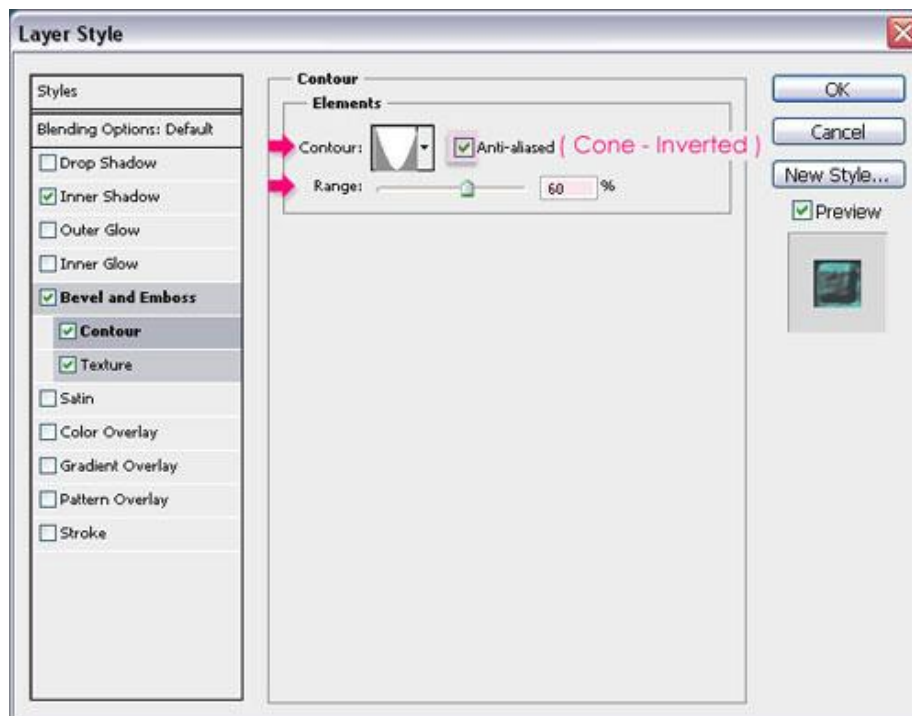 Layer Style
Styles
Blending Options: Default
Drop Shadow
Inner Shadow
Outer Glow
Inner Glow
Bevel and Emboss
Contour
Texture
Satin
Color Overlay
Gradient Overlay
Pattern Overlay
Stroke
Contour
Elements
Contour: Anti-aliased ( Cone - Inverted )
Range: 60 %
OK
Cancel
New Style...
Preview